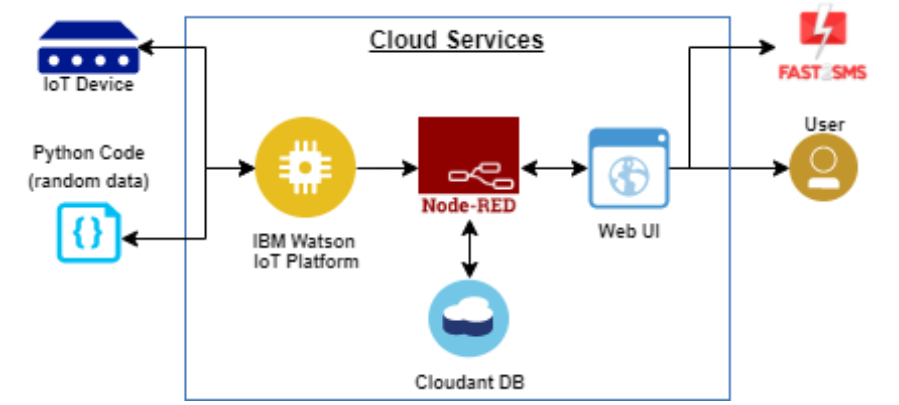 Cloud Services
IoT Device
FAST2SMS
Python Code
(random data)
User
Node-RED
IBM Watson
IoT Platform
Web UI
Cloudant DB